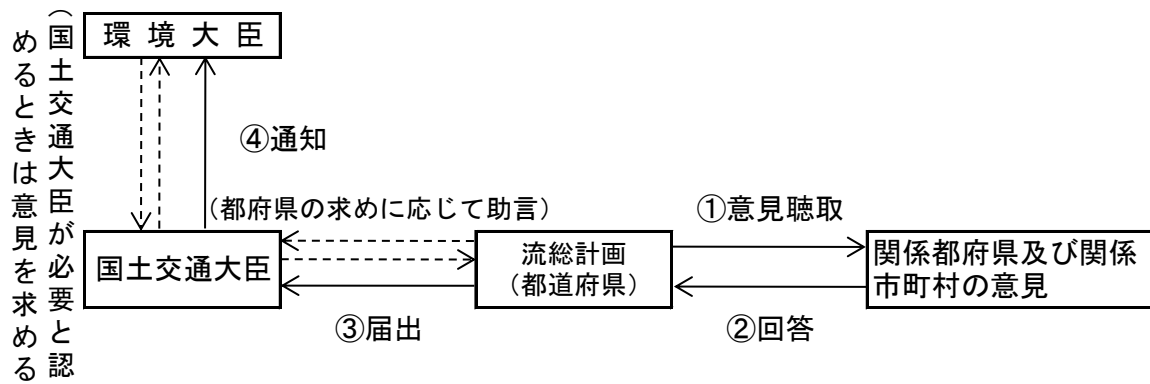 （国土交通大臣が必要と認
めるときは意見を求める
環境大臣
④通知
（都府県の求めに応じて助言）
①意見聴取
国土交通大臣
流総計画
（都道府県）
関係都府県及び関係
市町村の意見
③届出
②回答